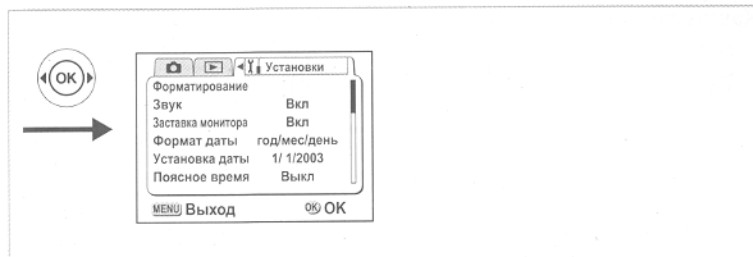 OK
Установки
Форматирование
Звук Вкл
Заставка монитора Вкл
Формат даты год/мес/день
Установка даты 1/ 1/2003
Поясное время Выкл
MENU Выход OK OK